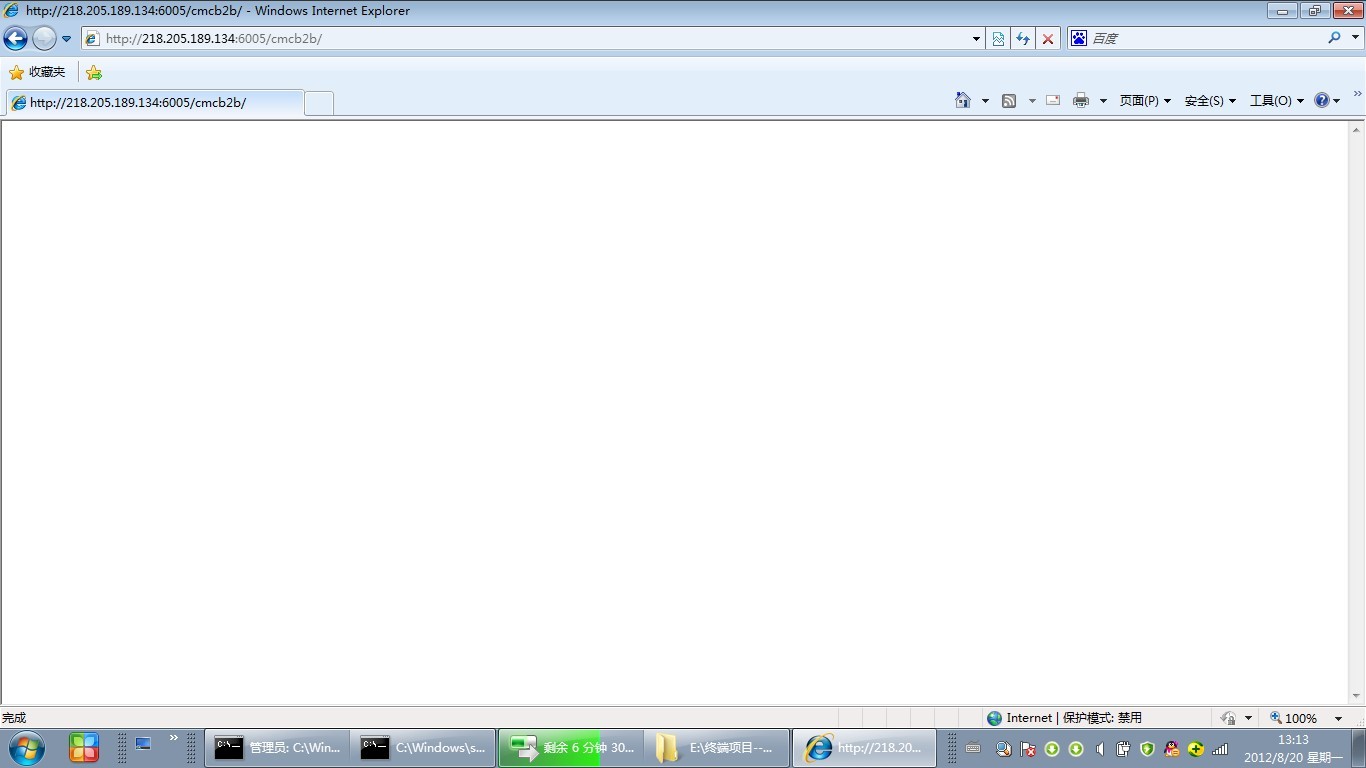 http://218.205.189.134:6005/cmcb2b/ - Windows Internet Explorer
http://218.205.189.134:6005/cmcb2b/
百度
收藏夹
http://218.205.189.134:6005/cmcb2b/
页面(P) 安全(S) 工具(O)
完成
Internet | 保护模式: 禁用
100%
管理员: C:\Win...
C:\Windows\s...
剩余 6 分钟 30...
E:\终端项目--...
http://218.20...
13:13
2012/8/20 星期一